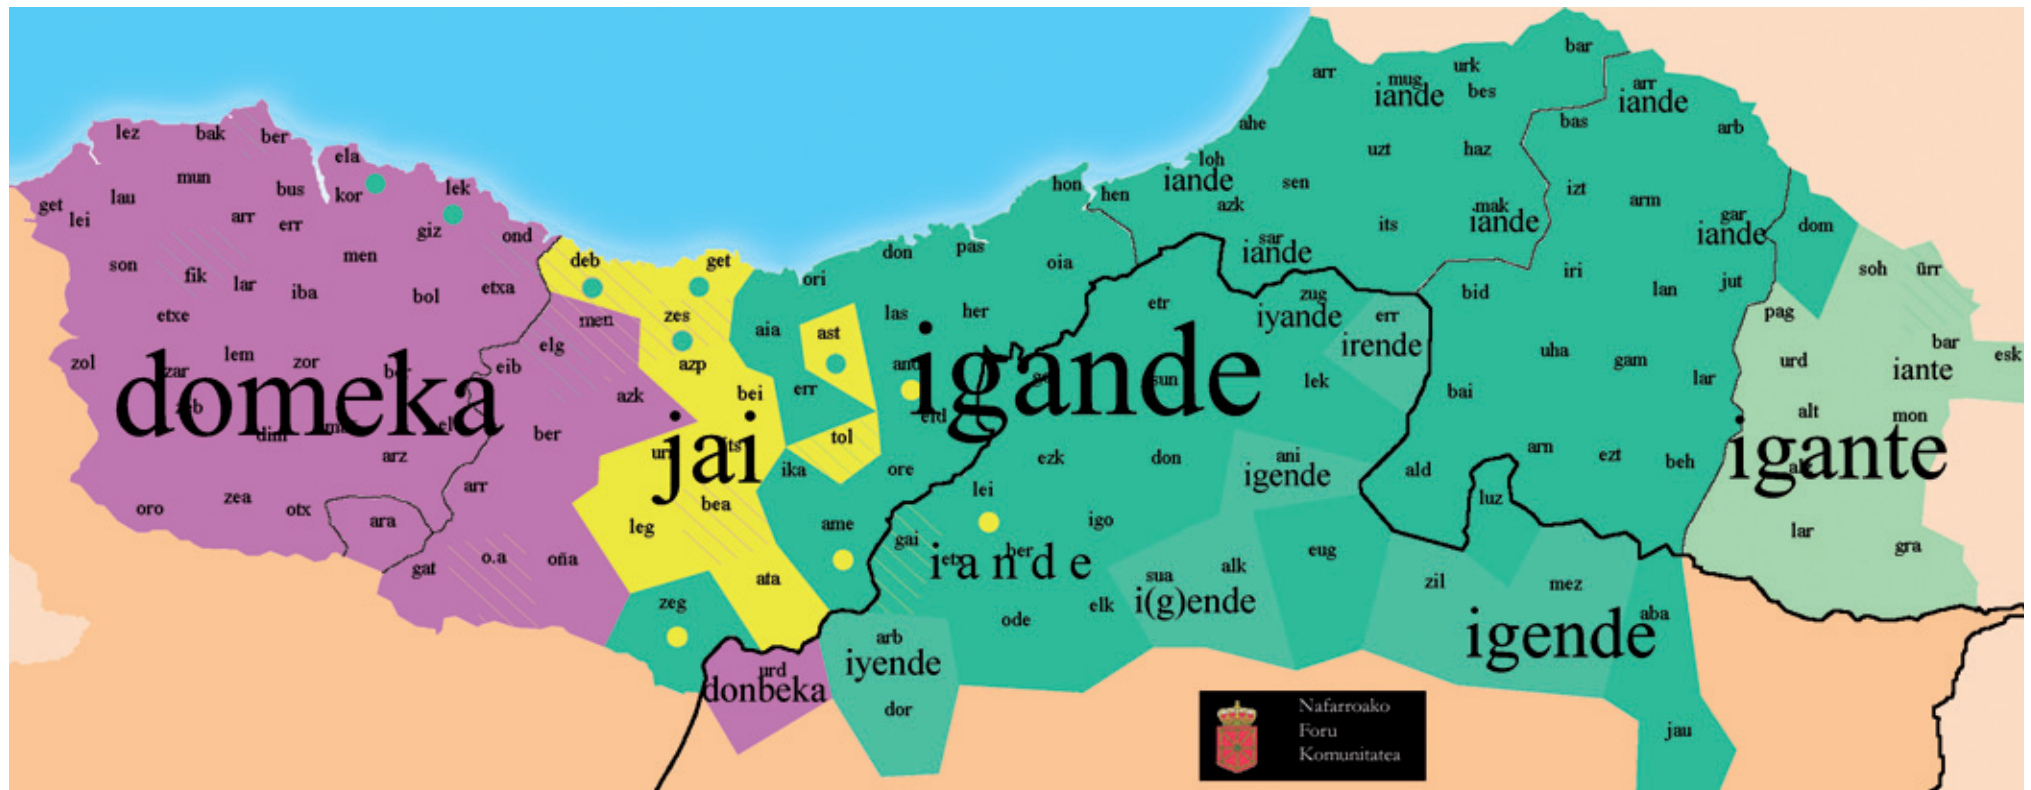 lez
bak
ber
ela
mun
lau
bus
kor
lek
get
lei
arr
err
giz
ond
men
son
fik
lar
iba
bol
etxa
etxe
zol
zar
lem
zor
ber
zeb
dim
domeka
arz
oro
zea
otx
ara
deb
get
men
zes
elg
eib
azp
azk
bei
ber
jai
arr
bea
leg
gat
o.a
oña
ata
zeg
urd
donbeka
hon
hen
don
pas
oia
ori
las
her
aia
ast
err
eld
tol
ika
ore
ame
igande
etr
sun
zug
iyande
err
irende
lek
ezk
don
ani
igende
lei
igo
gai
etx
ber
iande
sua
alk
i(g)ende
elk
ode
eug
arb
iyende
dor
arr
mug
iande
urk
bes
bar
ahe
uzt
haz
loh
iande
azk
sen
its
mak
iande
sar
iande
arr
iande
bas
arb
izt
arm
gar
iande
iri
lan
jut
bid
uha
gam
lar
bai
arn
ezt
beh
ald
luz
zil
mez
aba
igende
jau
dom
soh
ürr
pag
urd
bar
iante
esk
alt
mon
igante
lar
gra
Nafarroako
Foru
Komunitatea